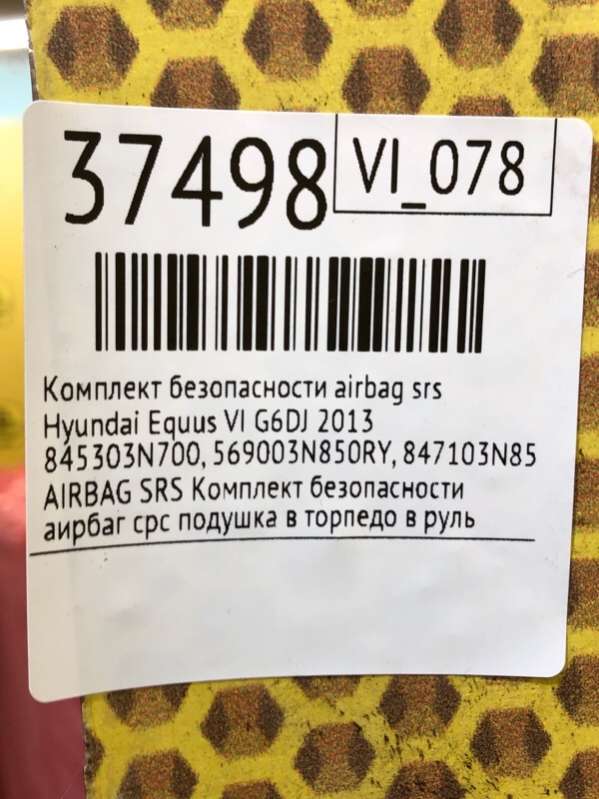 37498
VI_078
Комплект безопасности airbag srs
Hyundai Equus VI G6DJ 2013
845303N700, 569003N850RY, 847103N85
AIRBAG SRS Комплект безопасности
аирбаг срс подушка в торпедо в руль